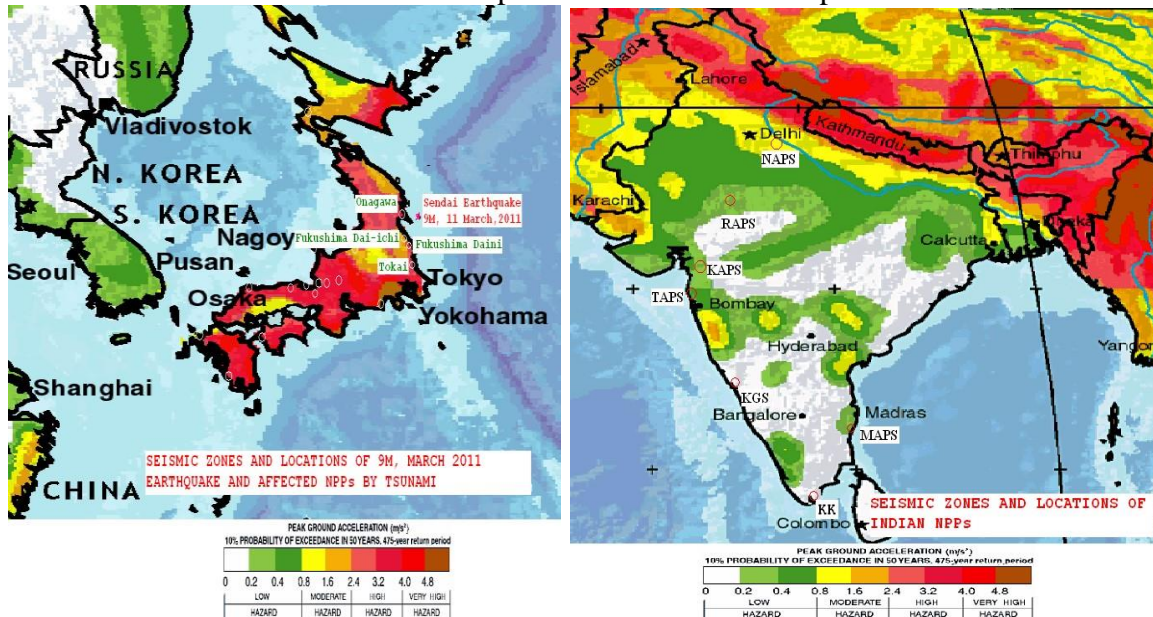 RUSSIA
Vladivostok
N. KOREA
S. KOREA
Nagoy
Seoul
Pusan
Osaka
Tokyo
Yokohama
Shanghai
CHINA
Onagawa
Sendai Earthquake
9M, 11 March,2011
Fukushima Dai-ichi
Fukushima Daini
Tokai
SEISMIC ZONES AND LOCATIONS OF 9M, MARCH 2011
EARTHQUAKE AND AFFECTED NPPs BY TSUNAMI
PEAK GROUND ACCELERATION (m/s²)
10% PROBABILITY OF EXCEEDANCE IN 50 YEARS, 475-year return period
0 0.2 0.4 0.8 1.6 2.4 3.2 4.0 4.8
LOW MODERATE HIGH VERY HIGH
HAZARD HAZARD HAZARD HAZARD
Islamabad
Lahore
Delhi
NAPS
Kathmandu
Thimphu
Karachi
RAPS
Calcutta
KAPS
TAPS
Bombay
Hyderabad
Yangon
KGS
Bangalore
Madras
MAPS
KK
Colombo
SEISMIC ZONES AND LOCATIONS OF
INDIAN NPPs
PEAK GROUND ACCELERATION (m/s²)
10% PROBABILITY OF EXCEEDANCE IN 50 YEARS, 475-year return period
0 0.2 0.4 0.8 1.6 2.4 3.2 4.0 4.8
LOW MODERATE HIGH VERY HIGH
HAZARD HAZARD HAZARD HAZARD